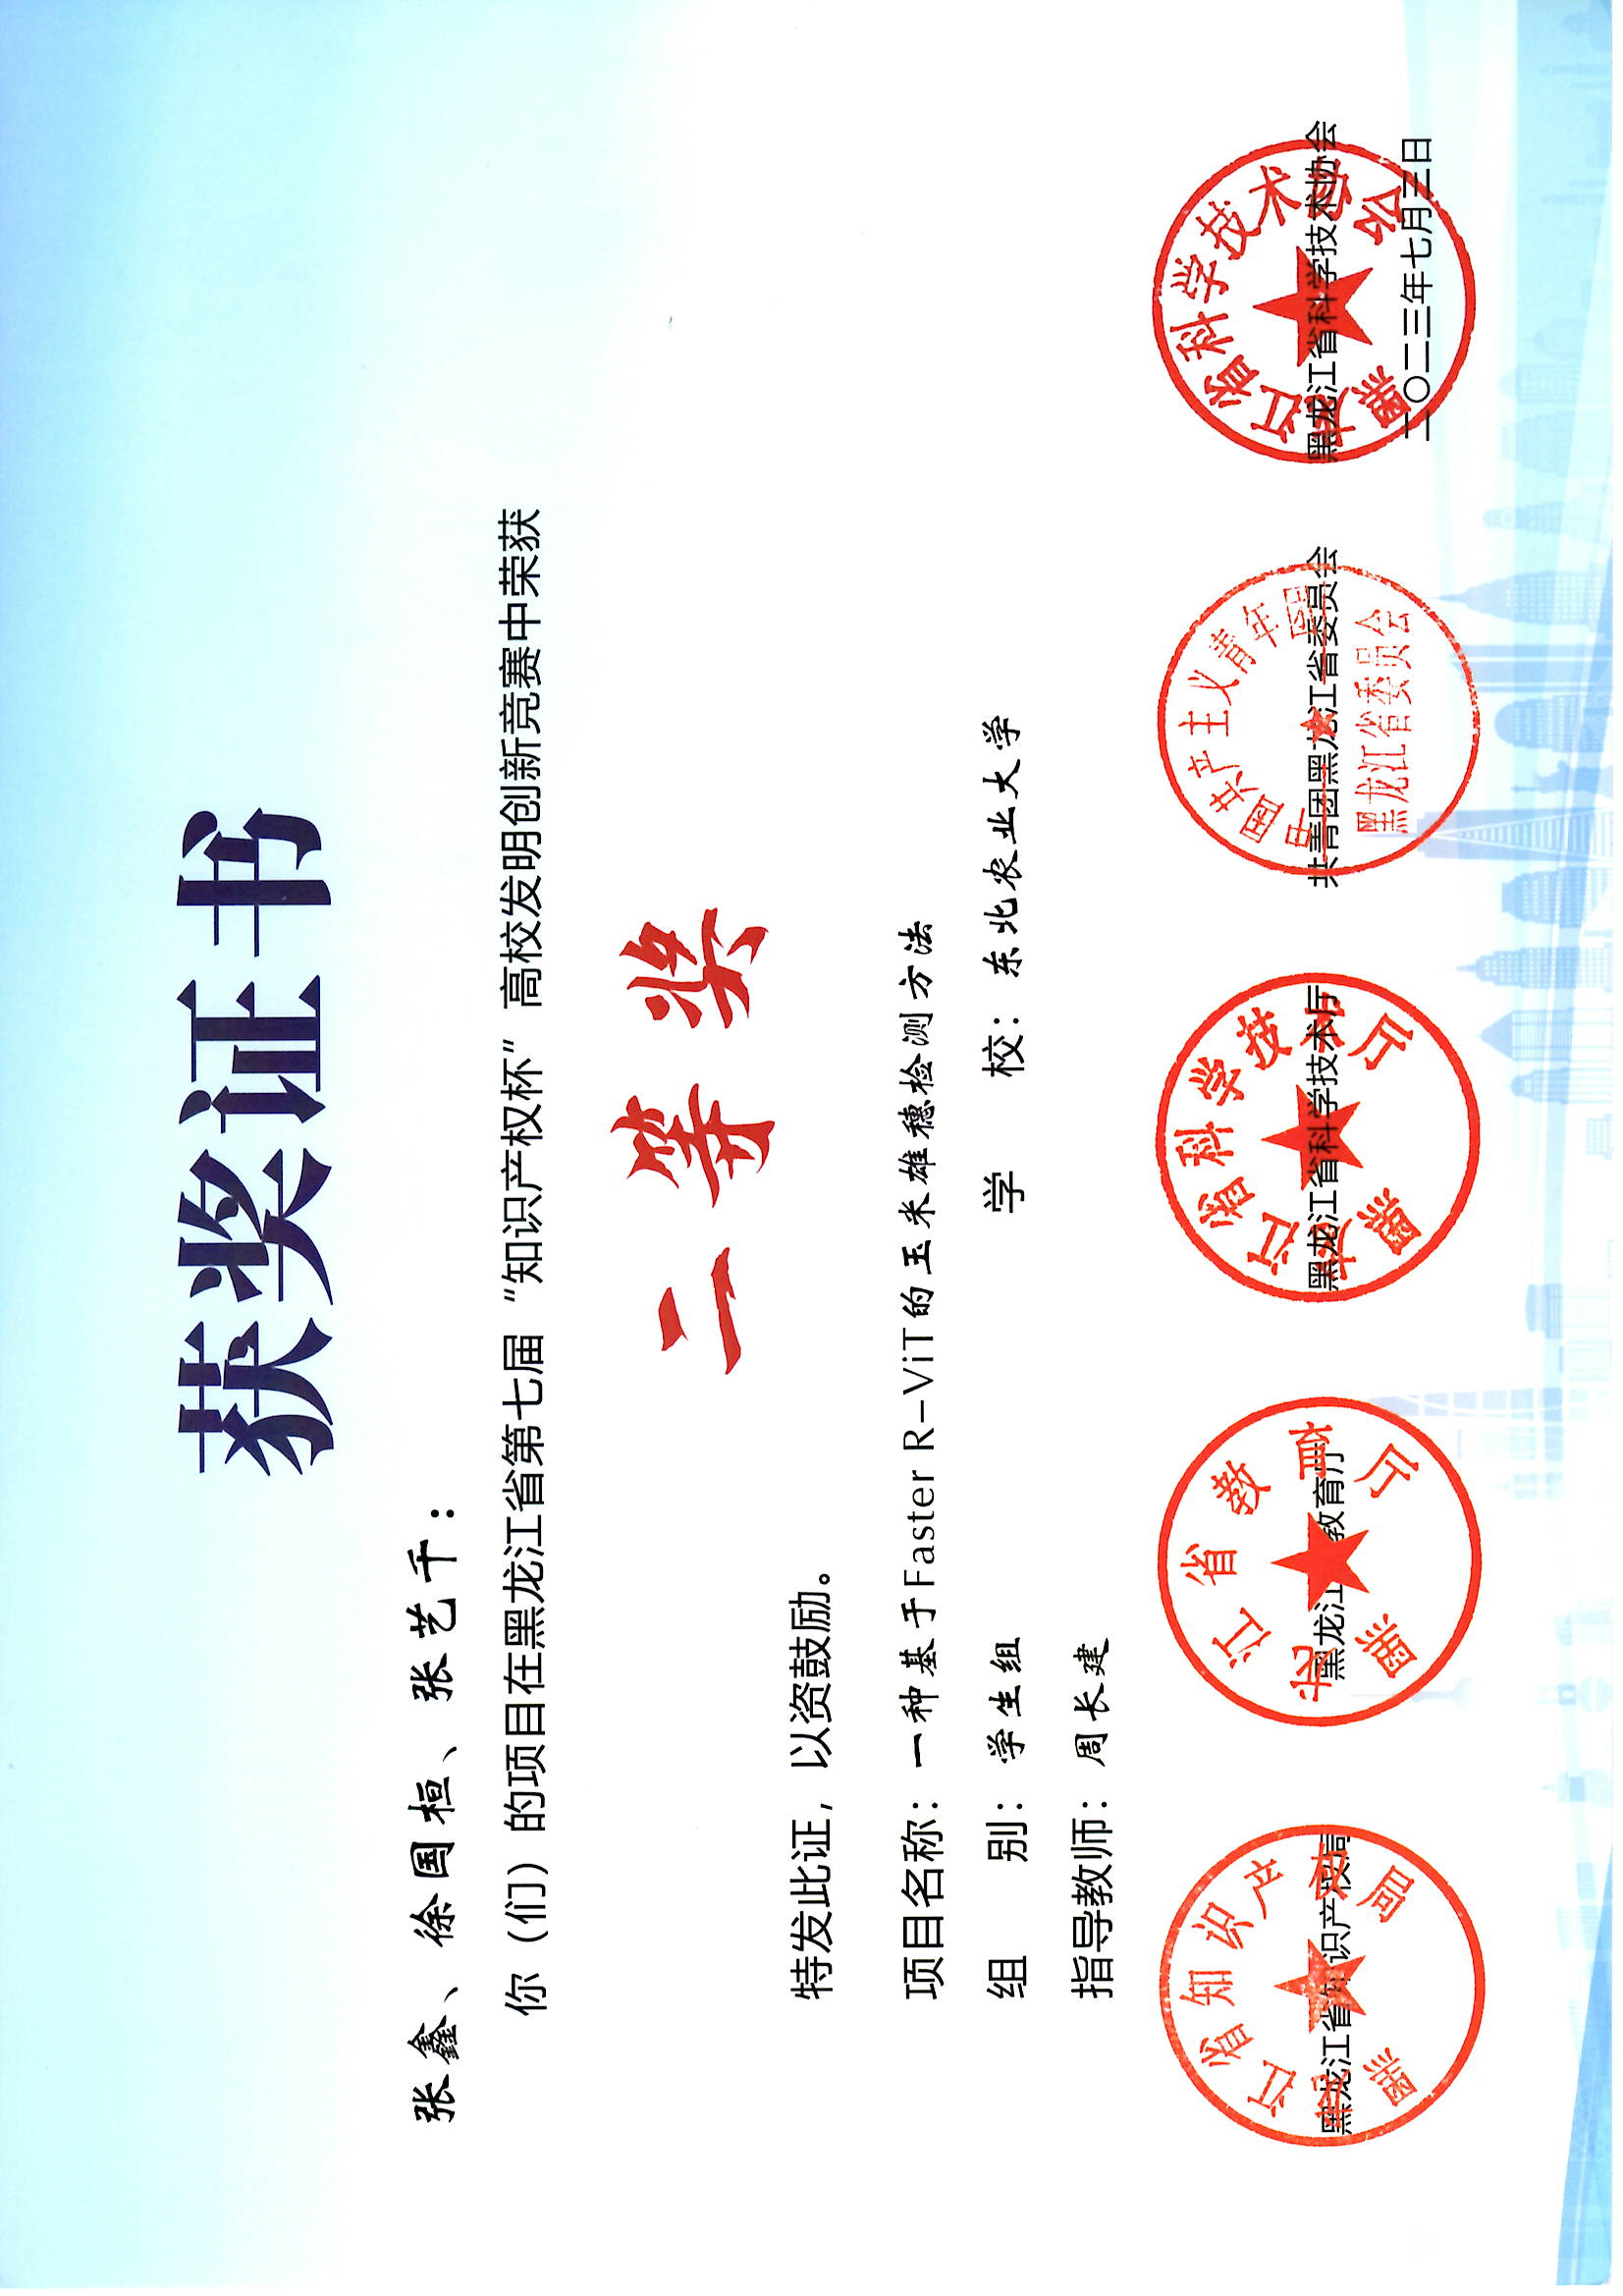 获奖证书
张鑫、徐国桓、张艺千：
你（们）的项目在黑龙江省第七届“知识产权杯”高校发明创新竞赛中荣获
二等奖
特发此证，以资鼓励。
项目名称：一种基于Faster R-ViT的玉米雄穗检测方法
组 别：学生组 学 校：东北农业大学
指导教师：周长建
黑龙江省知识产权局
黑龙江省教育厅
黑龙江省科学技术厅
中国共产主义青年团
黑龙江省委员会
黑龙江省科学技术协会
黑龙江省知识产权局 黑龙江省教育厅 黑龙江省科学技术厅 共青团黑龙江省委员会 黑龙江省科学技术协会
二〇二三年七月三日